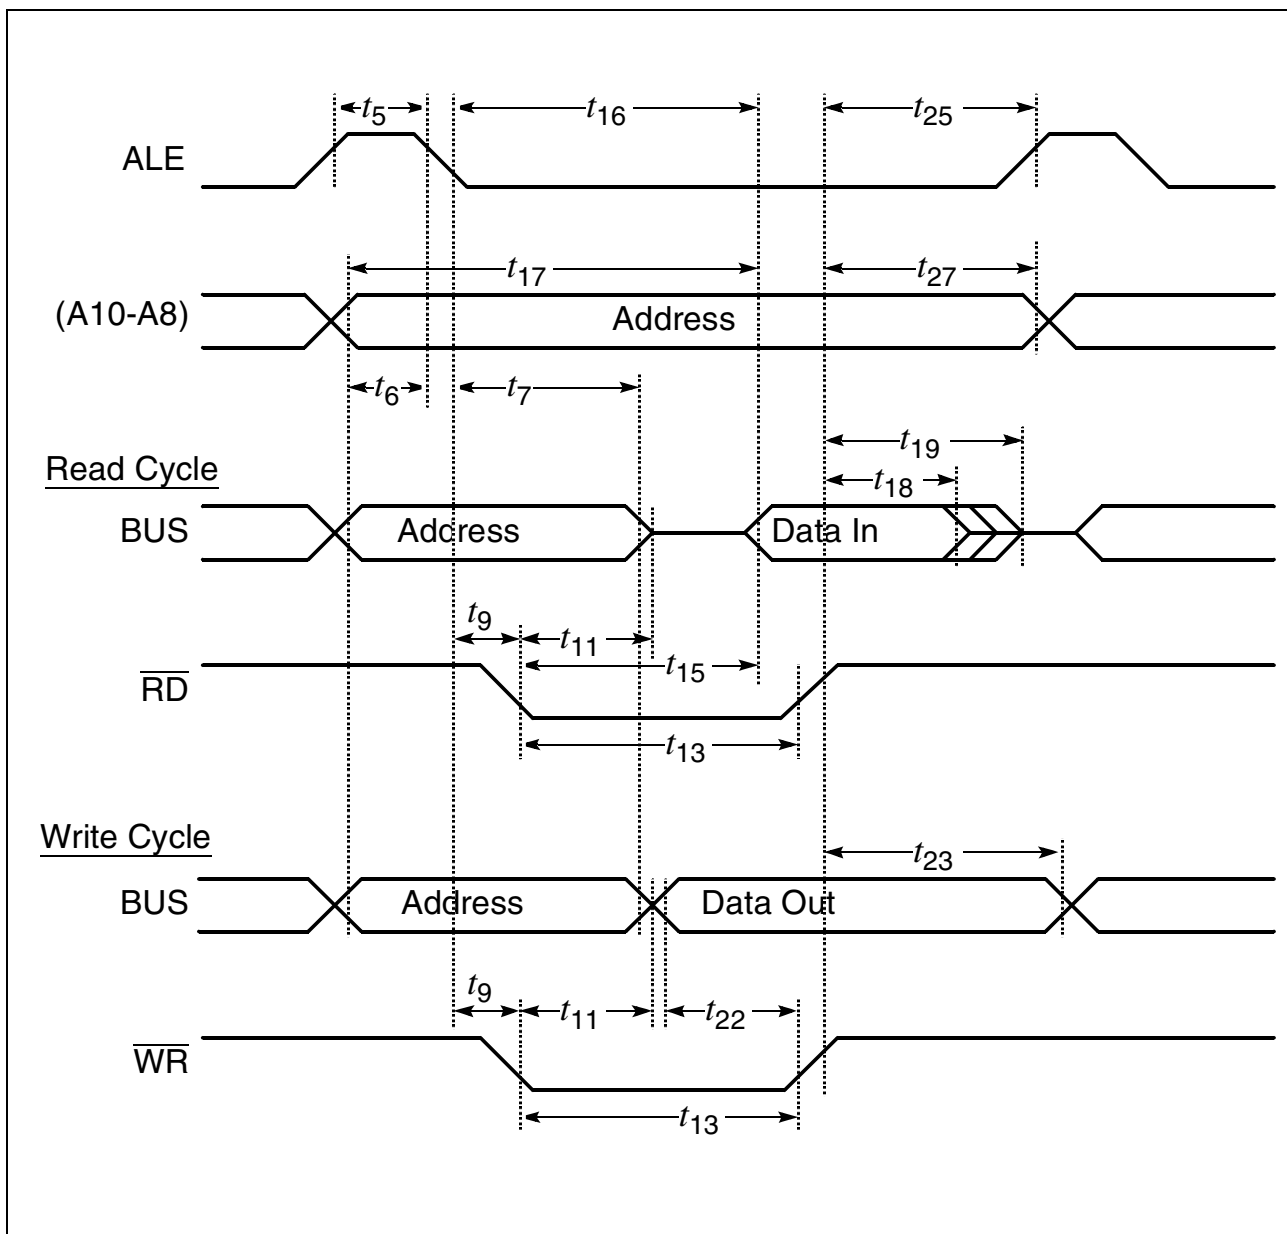 t5
t16
t25
ALE
t17
t27
(A10-A8)
Address
t6
t7
t19
Read Cycle
t18
BUS
Address
Data In
t9
t11
t15
RD
t13
Write Cycle
t23
BUS
Address
Data Out
t9
t11
t22
WR
t13